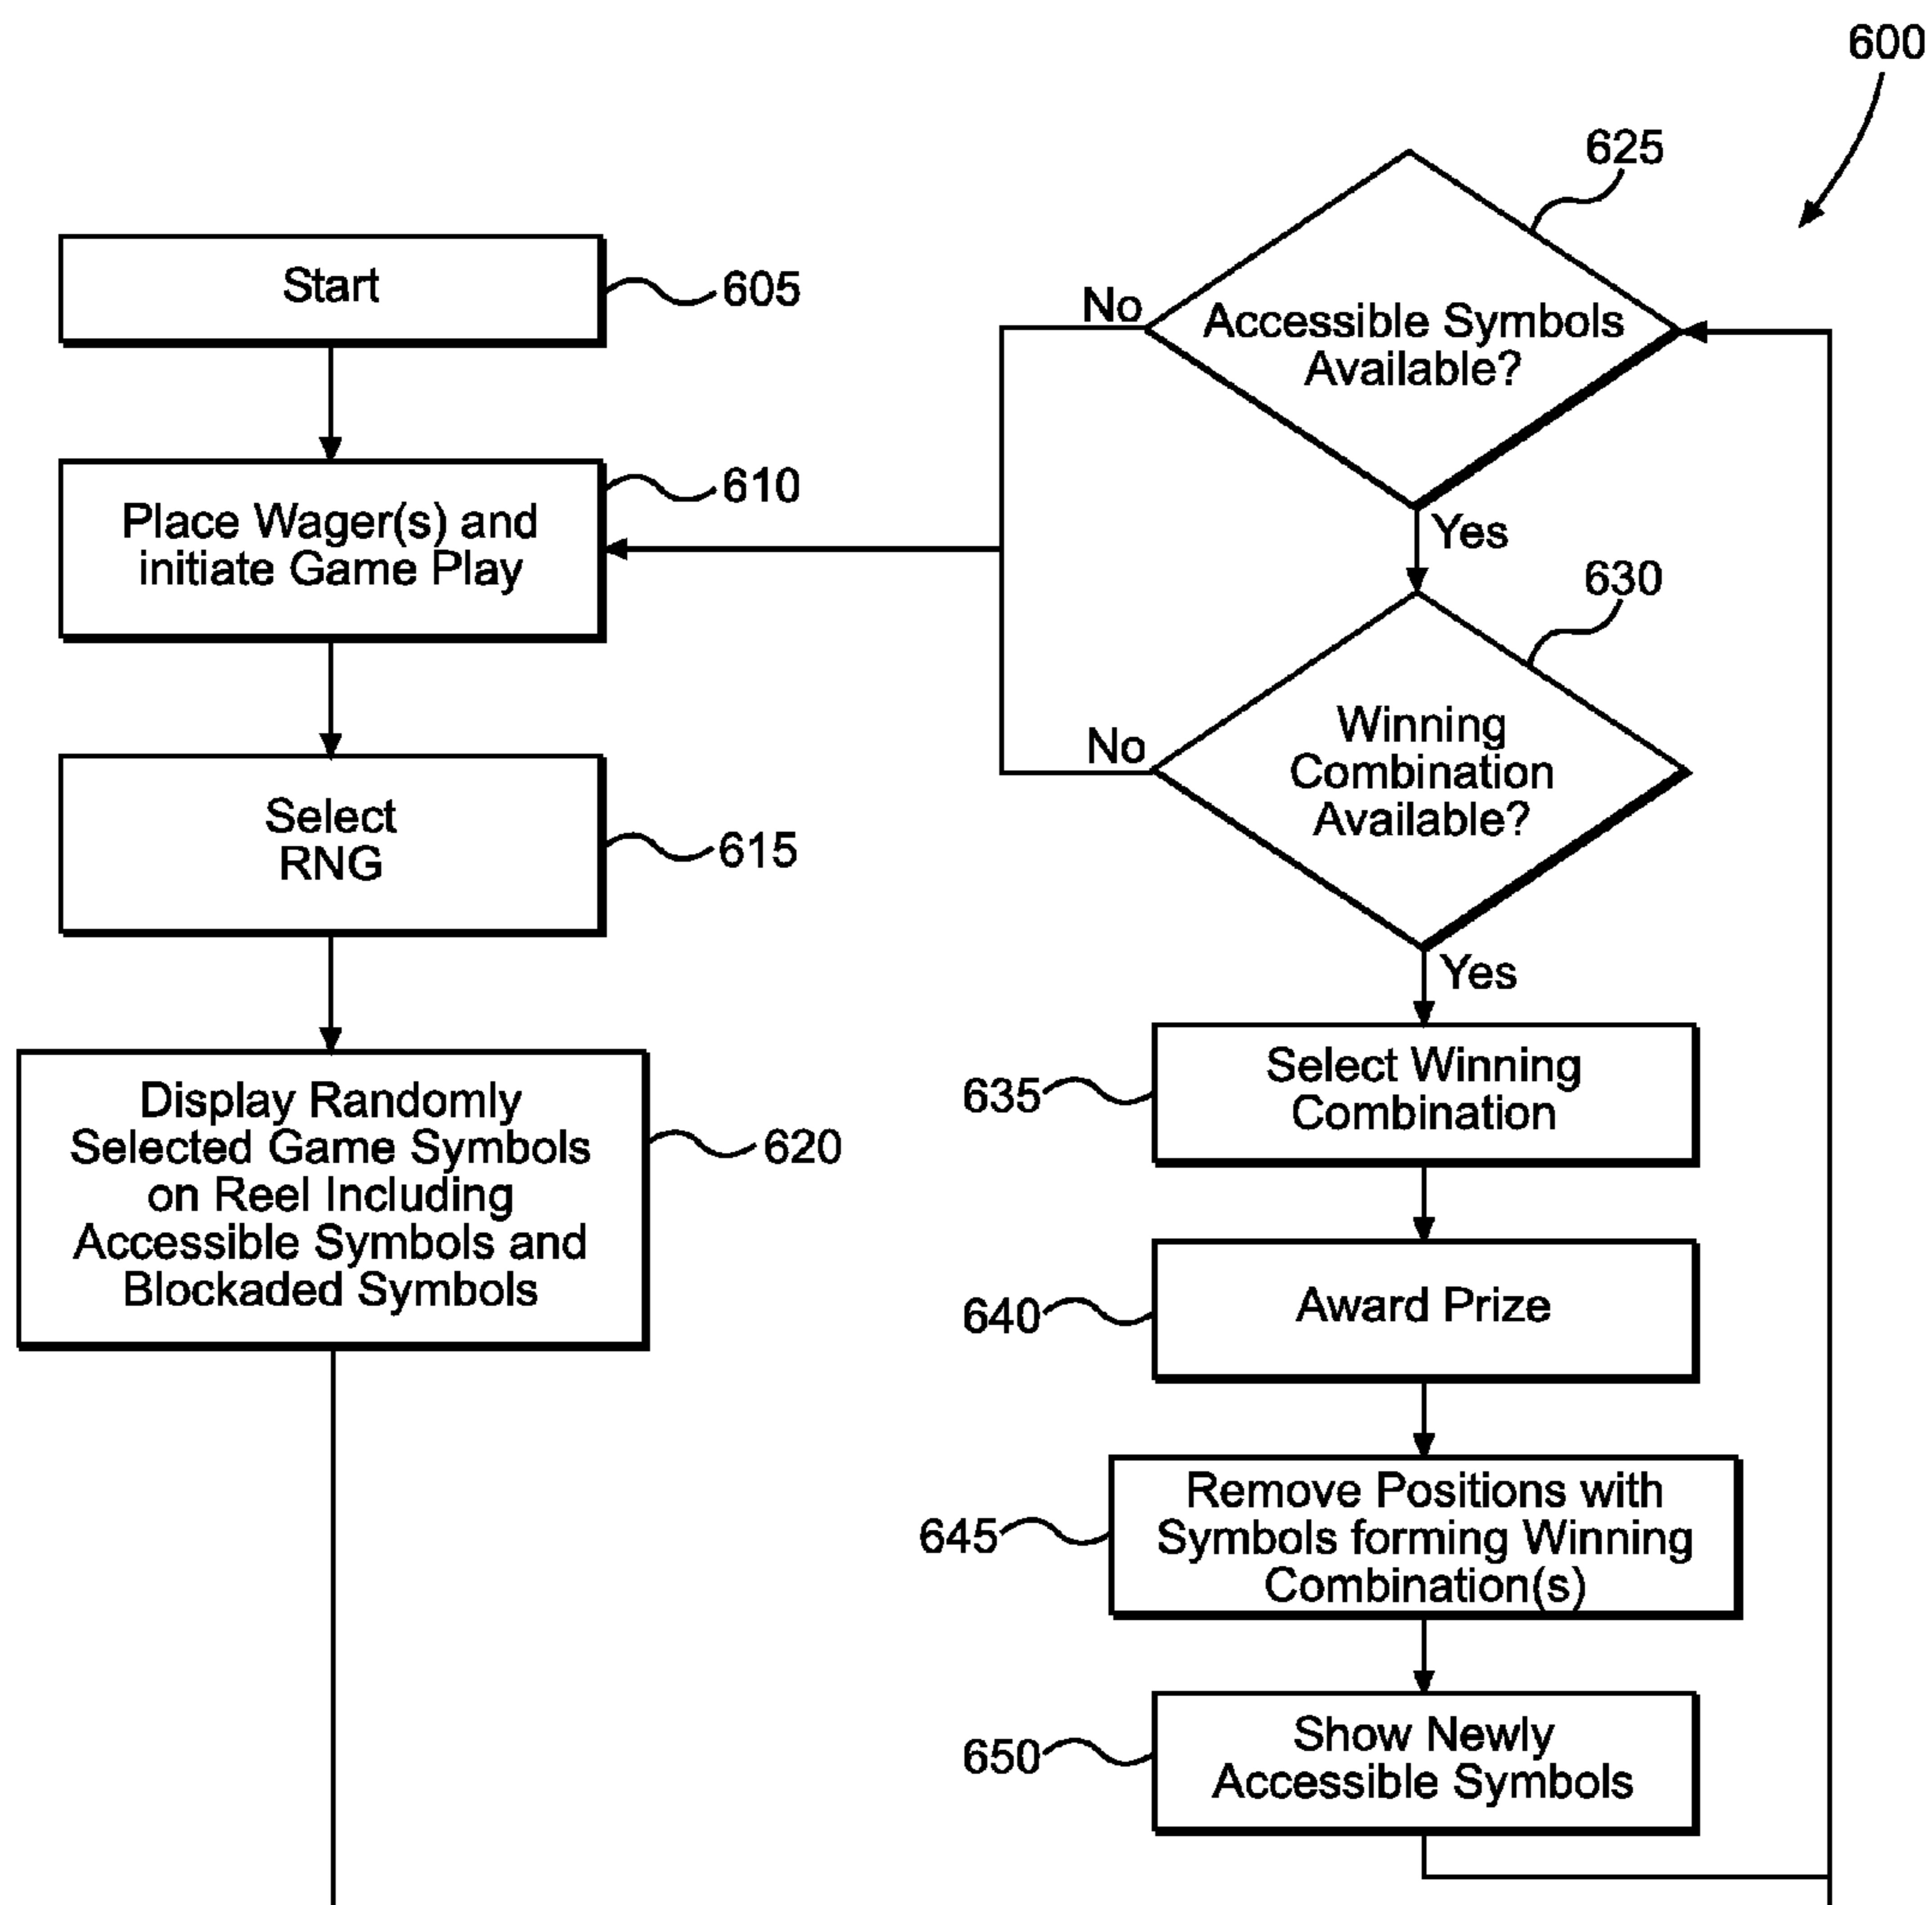 600
Start
605
Place Wager(s) and
initiate Game Play
610
Select
RNG
615
Display Randomly
Selected Game Symbols
on Reel Including
Accessible Symbols and
Blockaded Symbols
620
625
No
Accessible Symbols
Available?
Yes
630
No
Winning
Combination
Available?
Yes
635
Select Winning
Combination
640
Award Prize
645
Remove Positions with
Symbols forming Winning
Combination(s)
650
Show Newly
Accessible Symbols